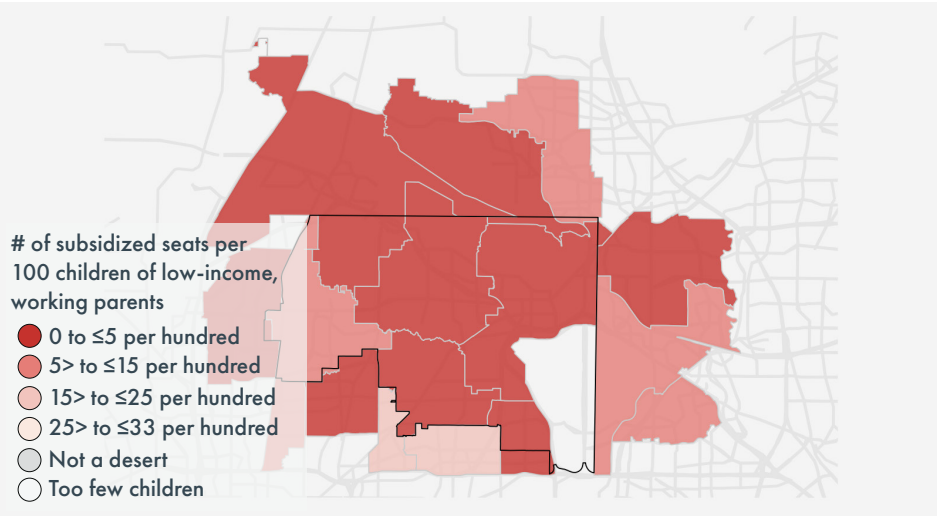 # of subsidized seats per
100 children of low-income,
working parents
0 to ≤5 per hundred
5> to ≤15 per hundred
15> to ≤25 per hundred
25> to ≤33 per hundred
Not a desert
Too few children